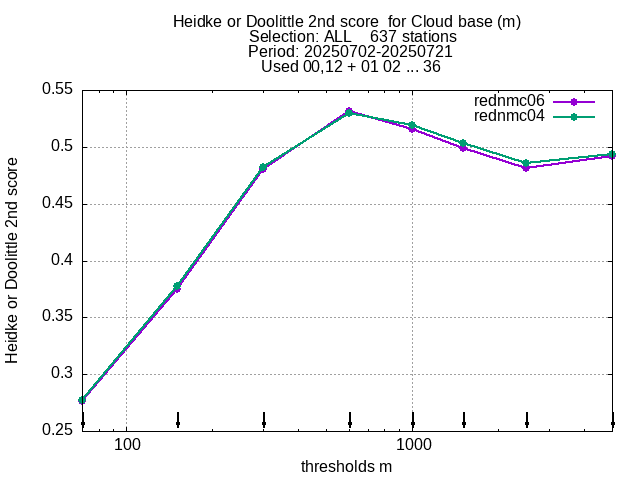 Heidke or Doolittle 2nd score  for Cloud base (m)
Selection: ALL    637 stations
Period: 20250702-20250721
Used 00,12 + 01 02 ... 36
rednmc06
rednmc04
0.55
0.5
0.45
0.4
0.35
0.3
0.25
Heidke or Doolittle 2nd score
100
1000
thresholds m